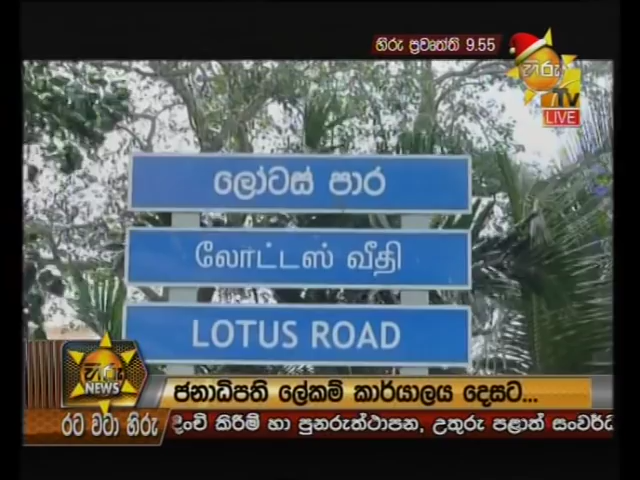 හිරු ප්‍රවෘත්ති 9.55
හිරු
TV
LIVE
ලෝටස් පාර
லோட்டஸ் வீதி
LOTUS ROAD
හිරු
NEWS
ජනාධිපති ලේකම් කාර්යාලය දෙසට...
රට වටා හිරු
දිංචි කිරීම් හා පුනරුත්ථාපන, උතුරු පළාත් සංවර්ධ